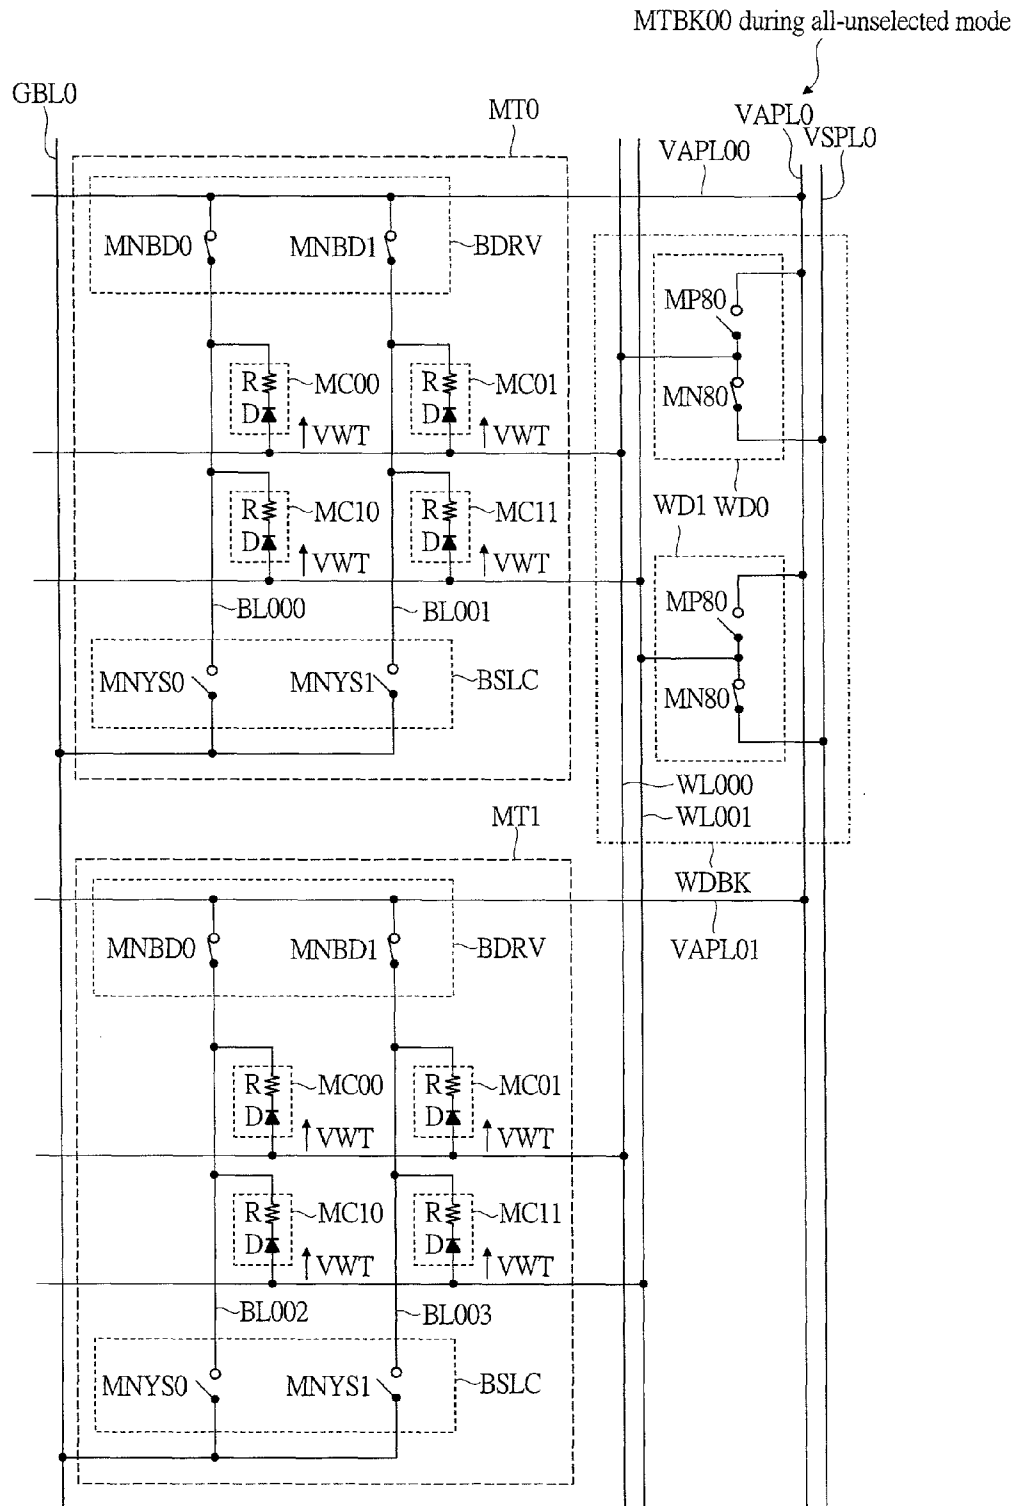 MTBK00 during all-unselected mode
GBL0
MT0
VAPL0
VSPL0
VAPL00
MNBD0
MNBD1
BDRV
MP80
R
MC00
R
MC01
MN80
D
VWT
D
VWT
R
MC10
R
MC11
WD1
WD0
D
VWT
D
VWT
BL000
BL001
MP80
MNYS0
MNYS1
BSLC
MN80
WL000
WL001
MT1
WDBK
MNBD0
MNBD1
BDRV
VAPL01
R
MC00
R
MC01
D
VWT
D
VWT
R
MC10
R
MC11
D
VWT
D
VWT
BL002
BL003
MNYS0
MNYS1
BSLC